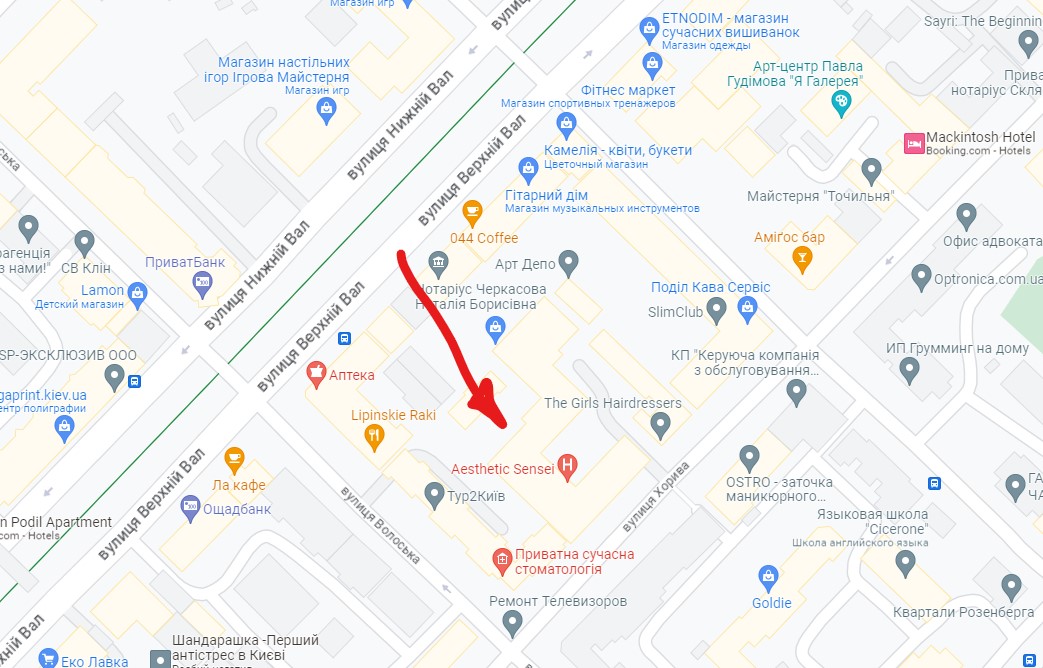 Магазин игр
вулиц
ETNODIM - магазин
сучасних вишиванок
Магазин одежды
Sayri: The Beginnin
Магазин настільних
ігор Ігрова Майстерня
Магазин игр
вулиця Нижній Вал
Арт-центр Павла
Гудімова "Я Галерея"
Прива
нотаріус Скля
Фітнес маркет
Магазин спортивных тренажеров
вулиця Верхній Вал
Камелія - квіти, букети
Цветочный магазин
Mackintosh Hotel
Booking.com - Hotels
ська
Гітарний дім
Магазин музыкальных инструментов
Майстерня "Точильня"
044 Coffee
Аміґос бар
Офис адвоката
рагенція
з нами!"
СВ Клін
ПриватБанк
вулиця Нижній Вал
Арт Депо
Optronica.com.ua
Lamon
Детский магазин
Нотаріус Черкасова
Наталія Борисівна
Поділ Кава Сервіс
SlimClub
вулиця Верхній Вал
SP-ЭКСКЛЮЗИВ ООО
КП "Керуюча компанія
з обслуговування...
ИП Грумминг на дому
Аптека
gaprint.kiev.ua
ентр полиграфии
Lipinskie Raki
The Girls Hairdressers
Aesthetic Sensei
Ла кафе
Тур2Київ
OSTRO - заточка
маникюрного...
ГА
ЧА
вулиця Хорива
Ощадбанк
вулиця Волоська
вулиця Верхній Вал
n Podil Apartment
com - Hotels
Языковая школа
"Cicerone"
Школа английского языка
Приватна сучасна
стоматологія
Goldie
Ремонт Телевизоров
Квартали Розенберга
хній Вал
Шандарашка -Перший
антістрес в Києві
Еко Лавка